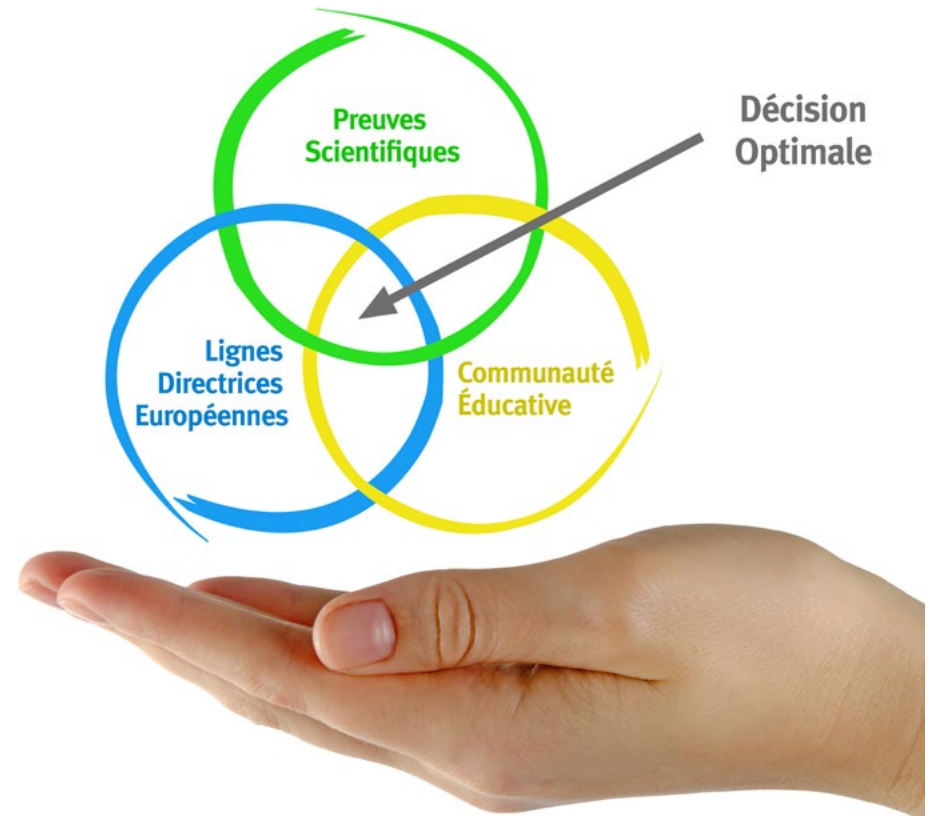 Preuves
Scientifiques
Décision
Optimale
Lignes
Directrices
Européennes
Communauté
Éducative